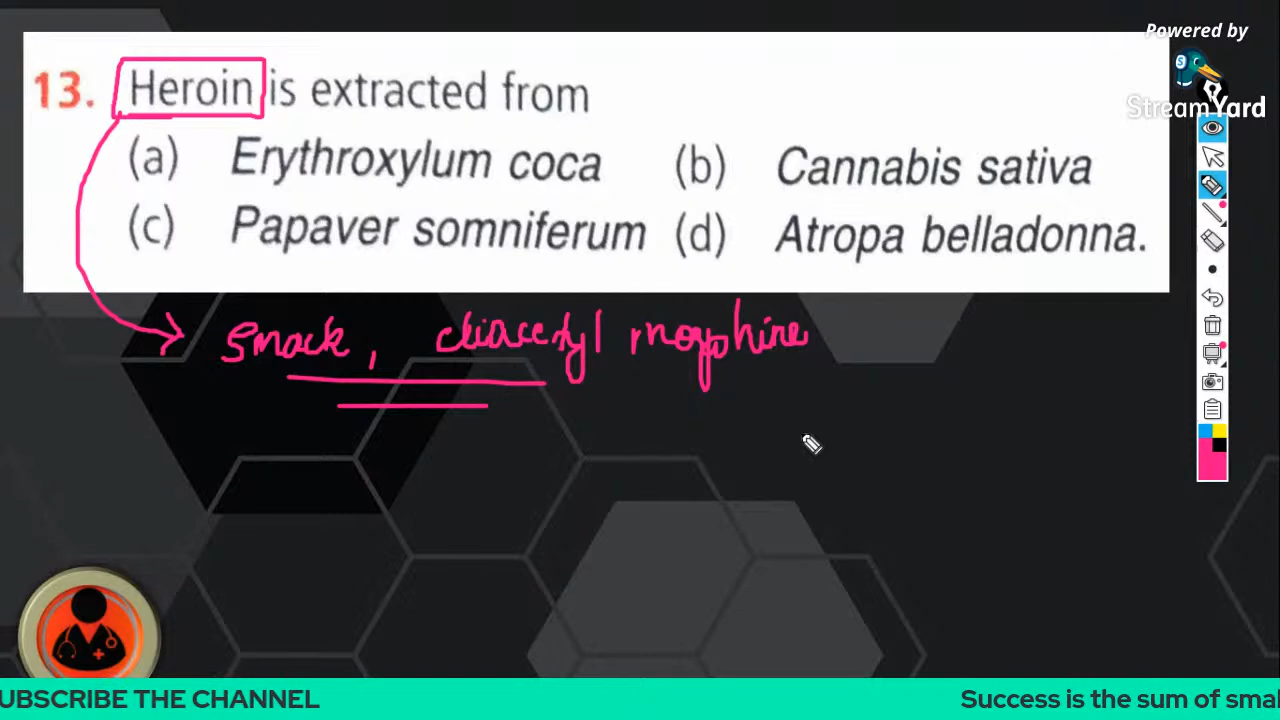 Powered by
StreamYard
13. Heroin is extracted from
(a) Erythroxylum coca (b) Cannabis sativa
(c) Papaver somniferum (d) Atropa belladonna.
smack, diacetyl morphine
UBSCRIBE THE CHANNEL Success is the sum of smal